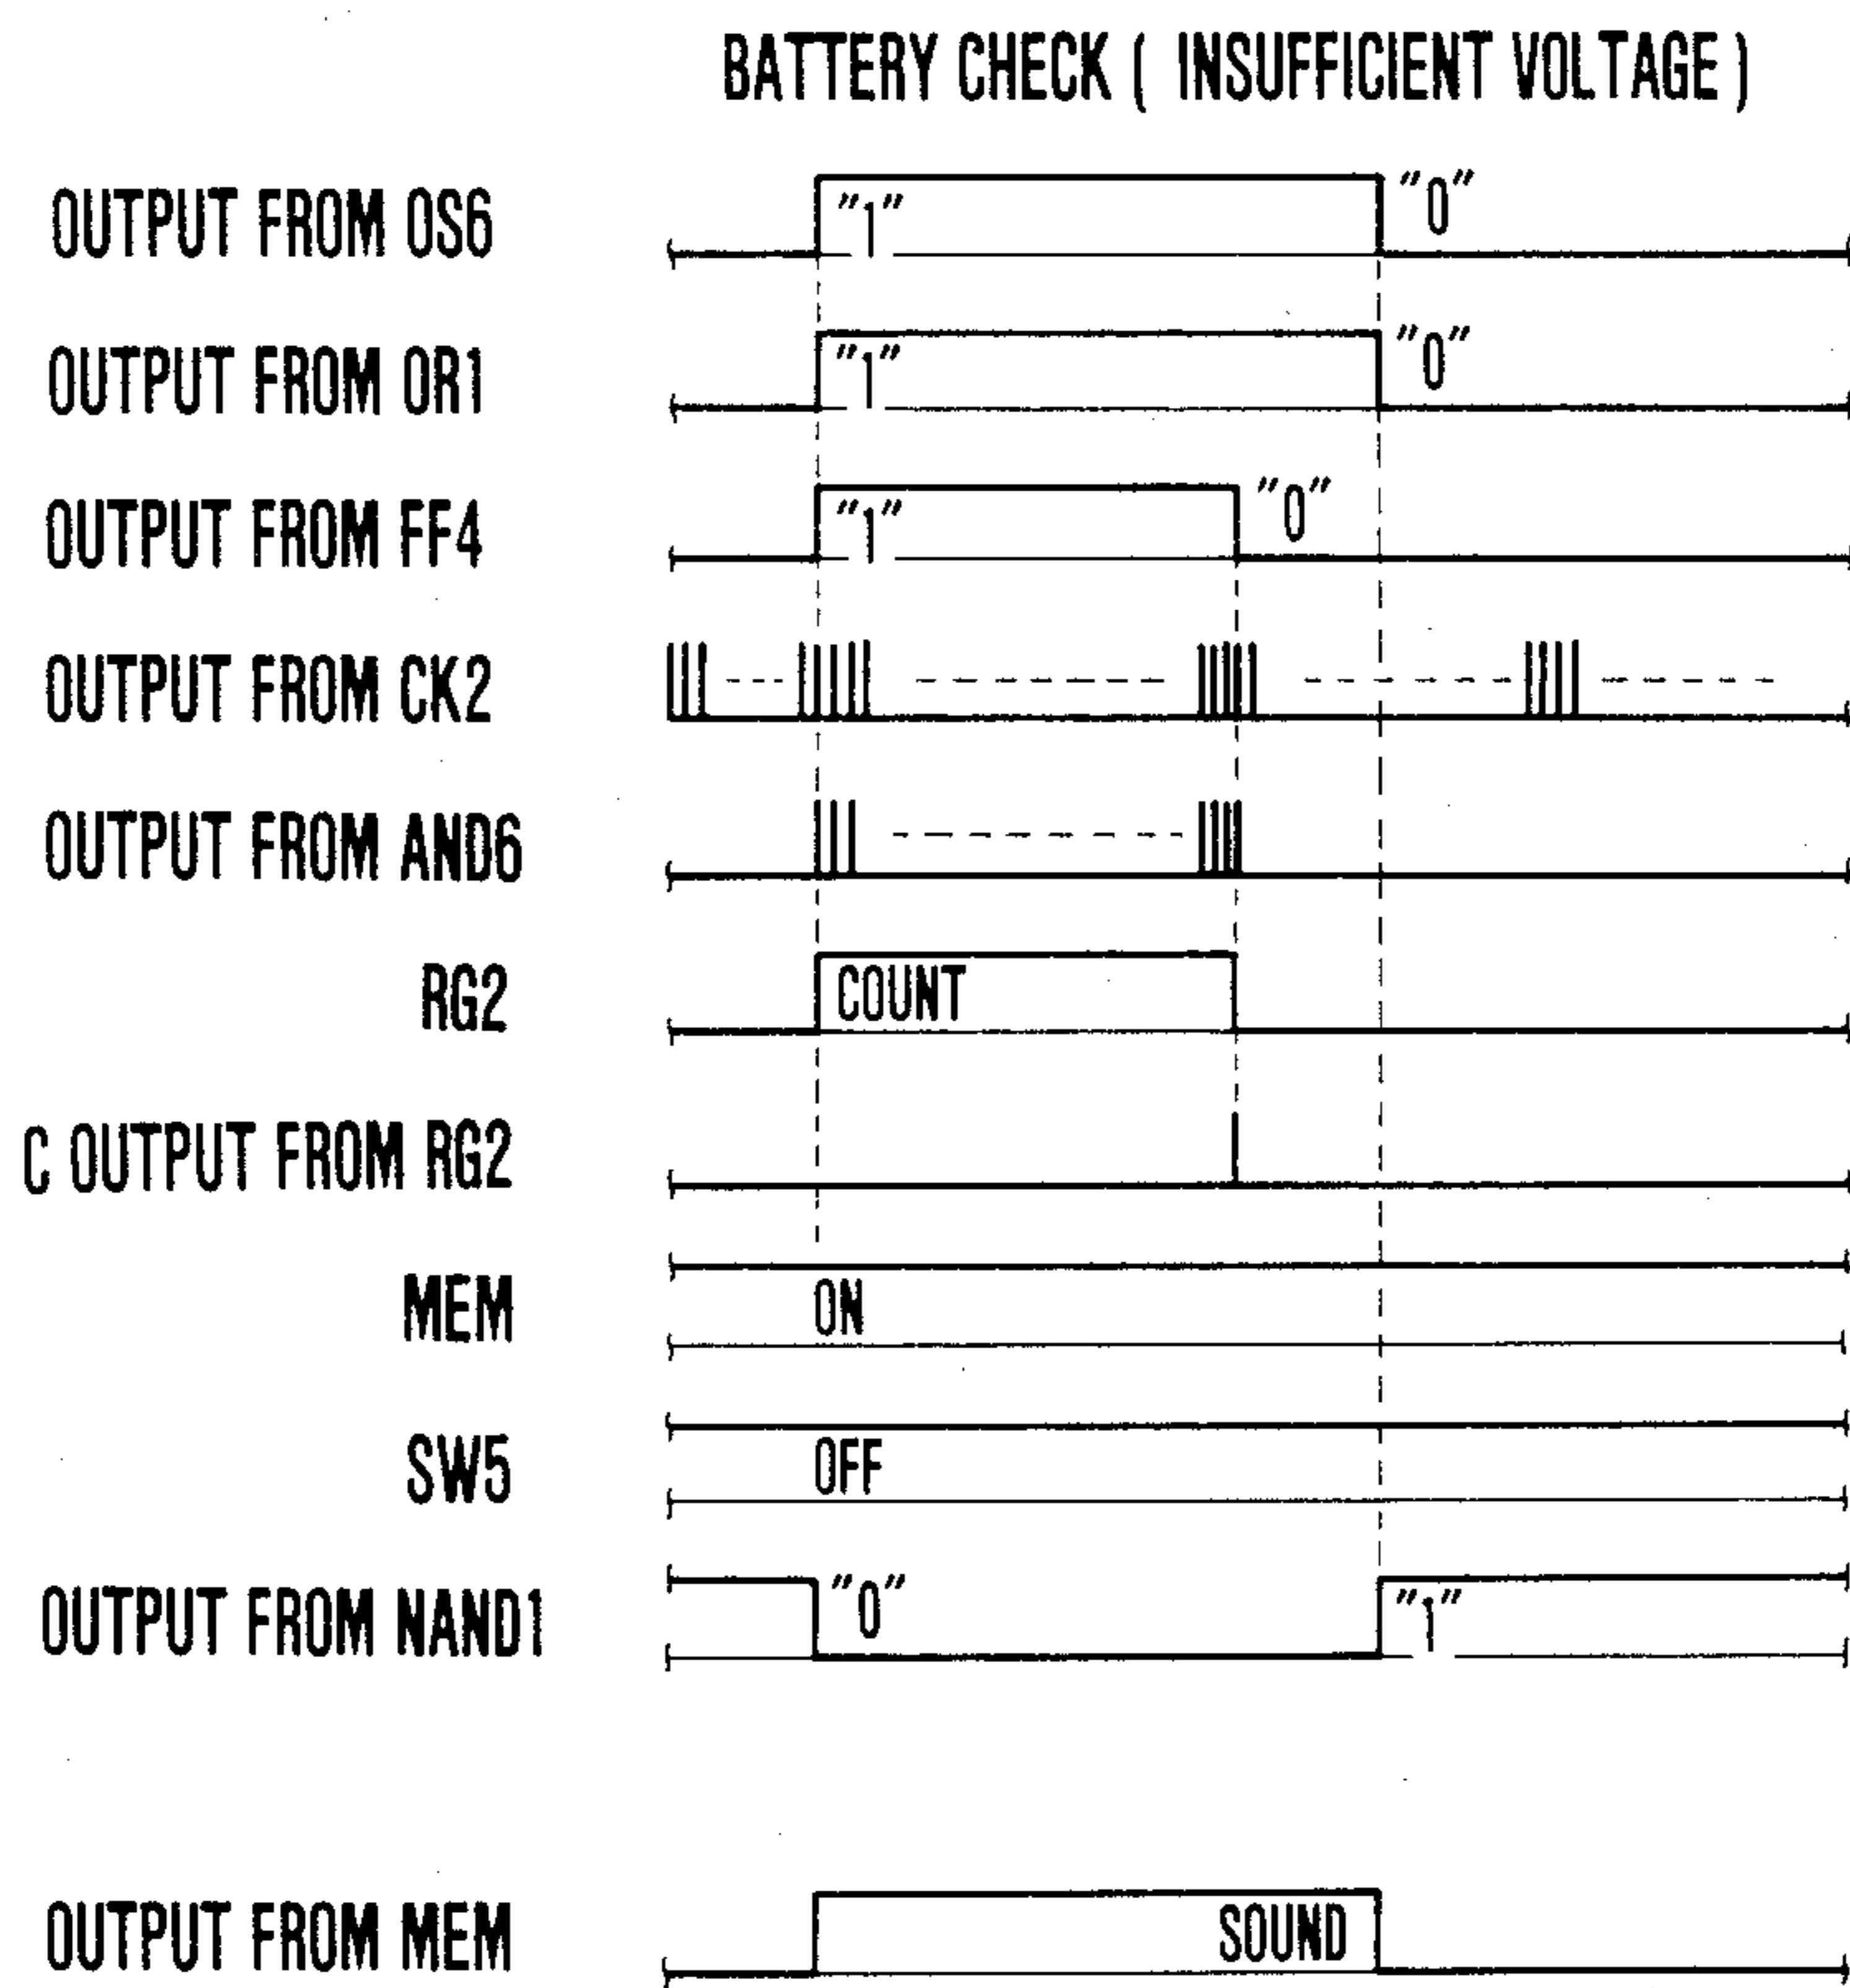 BATTERY CHECK ( INSUFFICIENT VOLTAGE )
OUTPUT FROM OS6 "1" "0"
OUTPUT FROM OR1 "1" "0"
OUTPUT FROM FF4 "1" "0"
OUTPUT FROM CK2
OUTPUT FROM AND6
RG2 COUNT
C OUTPUT FROM RG2
MEM ON
SW5 OFF
OUTPUT FROM NAND1 "0" "1"
OUTPUT FROM MEM SOUND